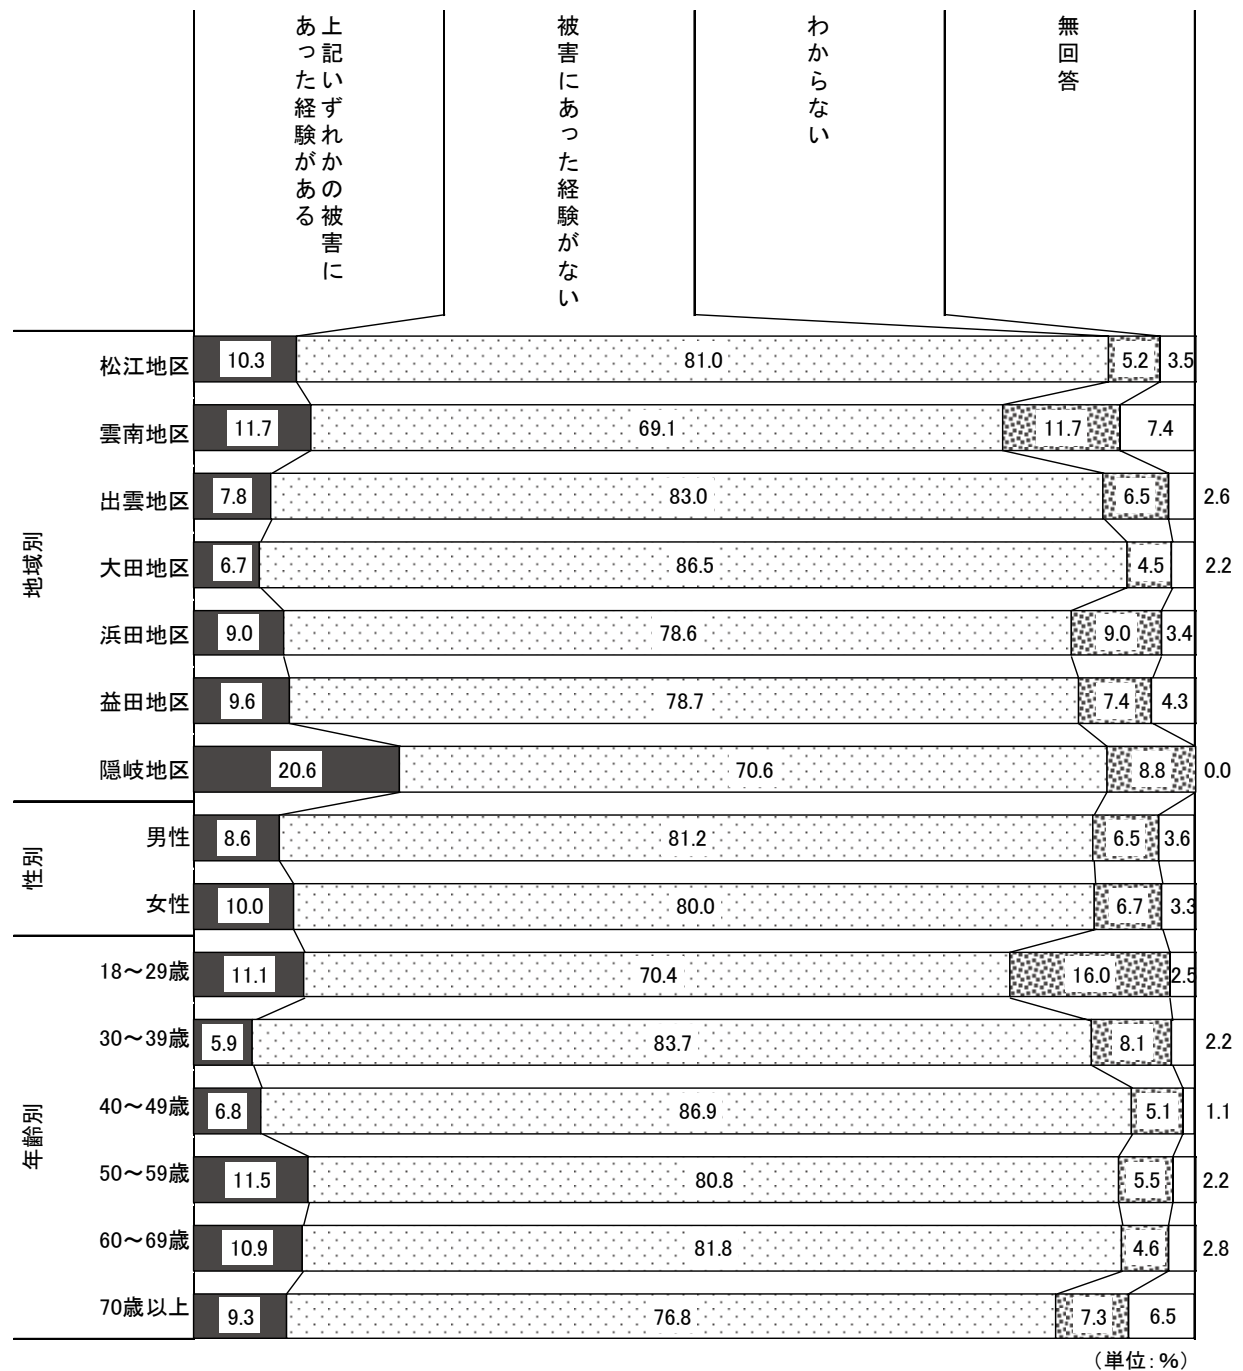 上記いずれかの被害に
あった経験がある
被害にあった経験がない
わからない
無回答
地域別
松江地区 10.3 81.0 5.2 3.5
雲南地区 11.7 69.1 11.7 7.4
出雲地区 7.8 83.0 6.5 2.6
大田地区 6.7 86.5 4.5 2.2
浜田地区 9.0 78.6 9.0 3.4
益田地区 9.6 78.7 7.4 4.3
隠岐地区 20.6 70.6 8.8 0.0
性別
男性 8.6 81.2 6.5 3.6
女性 10.0 80.0 6.7 3.3
年齢別
18～29歳 11.1 70.4 16.0 2.5
30～39歳 5.9 83.7 8.1 2.2
40～49歳 6.8 86.9 5.1 1.1
50～59歳 11.5 80.8 5.5 2.2
60～69歳 10.9 81.8 4.6 2.8
70歳以上 9.3 76.8 7.3 6.5
（単位：%）